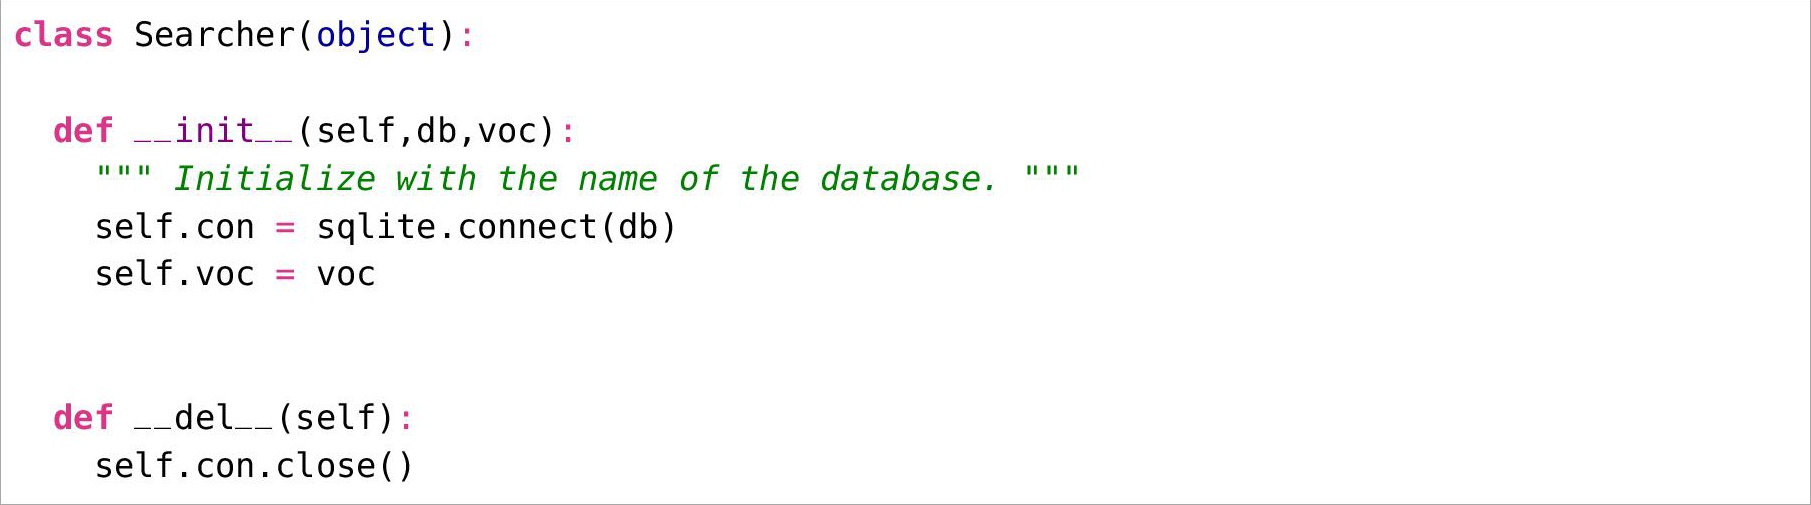 class Searcher(object):
def __init__(self,db,voc):
""" Initialize with the name of the database. """
self.con = sqlite.connect(db)
self.voc = voc
def __del__(self):
self.con.close()